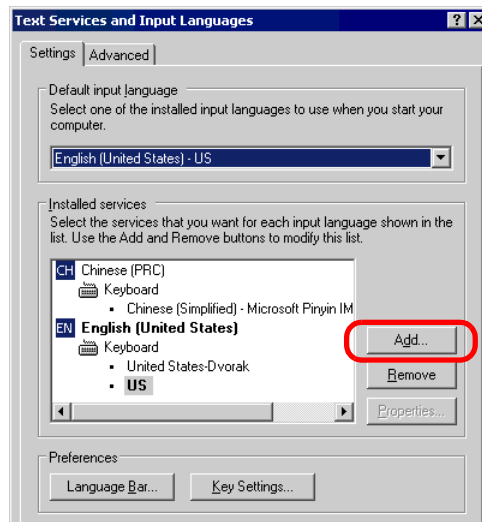 Text Services and Input Languages
Settings Advanced
Default input language
Select one of the installed input languages to use when you start your
computer.
English (United States) - US
Installed services
Select the services that you want for each input language shown in the
list. Use the Add and Remove buttons to modify this list.
CH Chinese (PRC)
Keyboard
• Chinese (Simplified) - Microsoft Pinyin IM
EN English (United States)
Keyboard
• United States-Dvorak
• US
Add...
Remove
Properties...
Preferences
Language Bar... Key Settings...